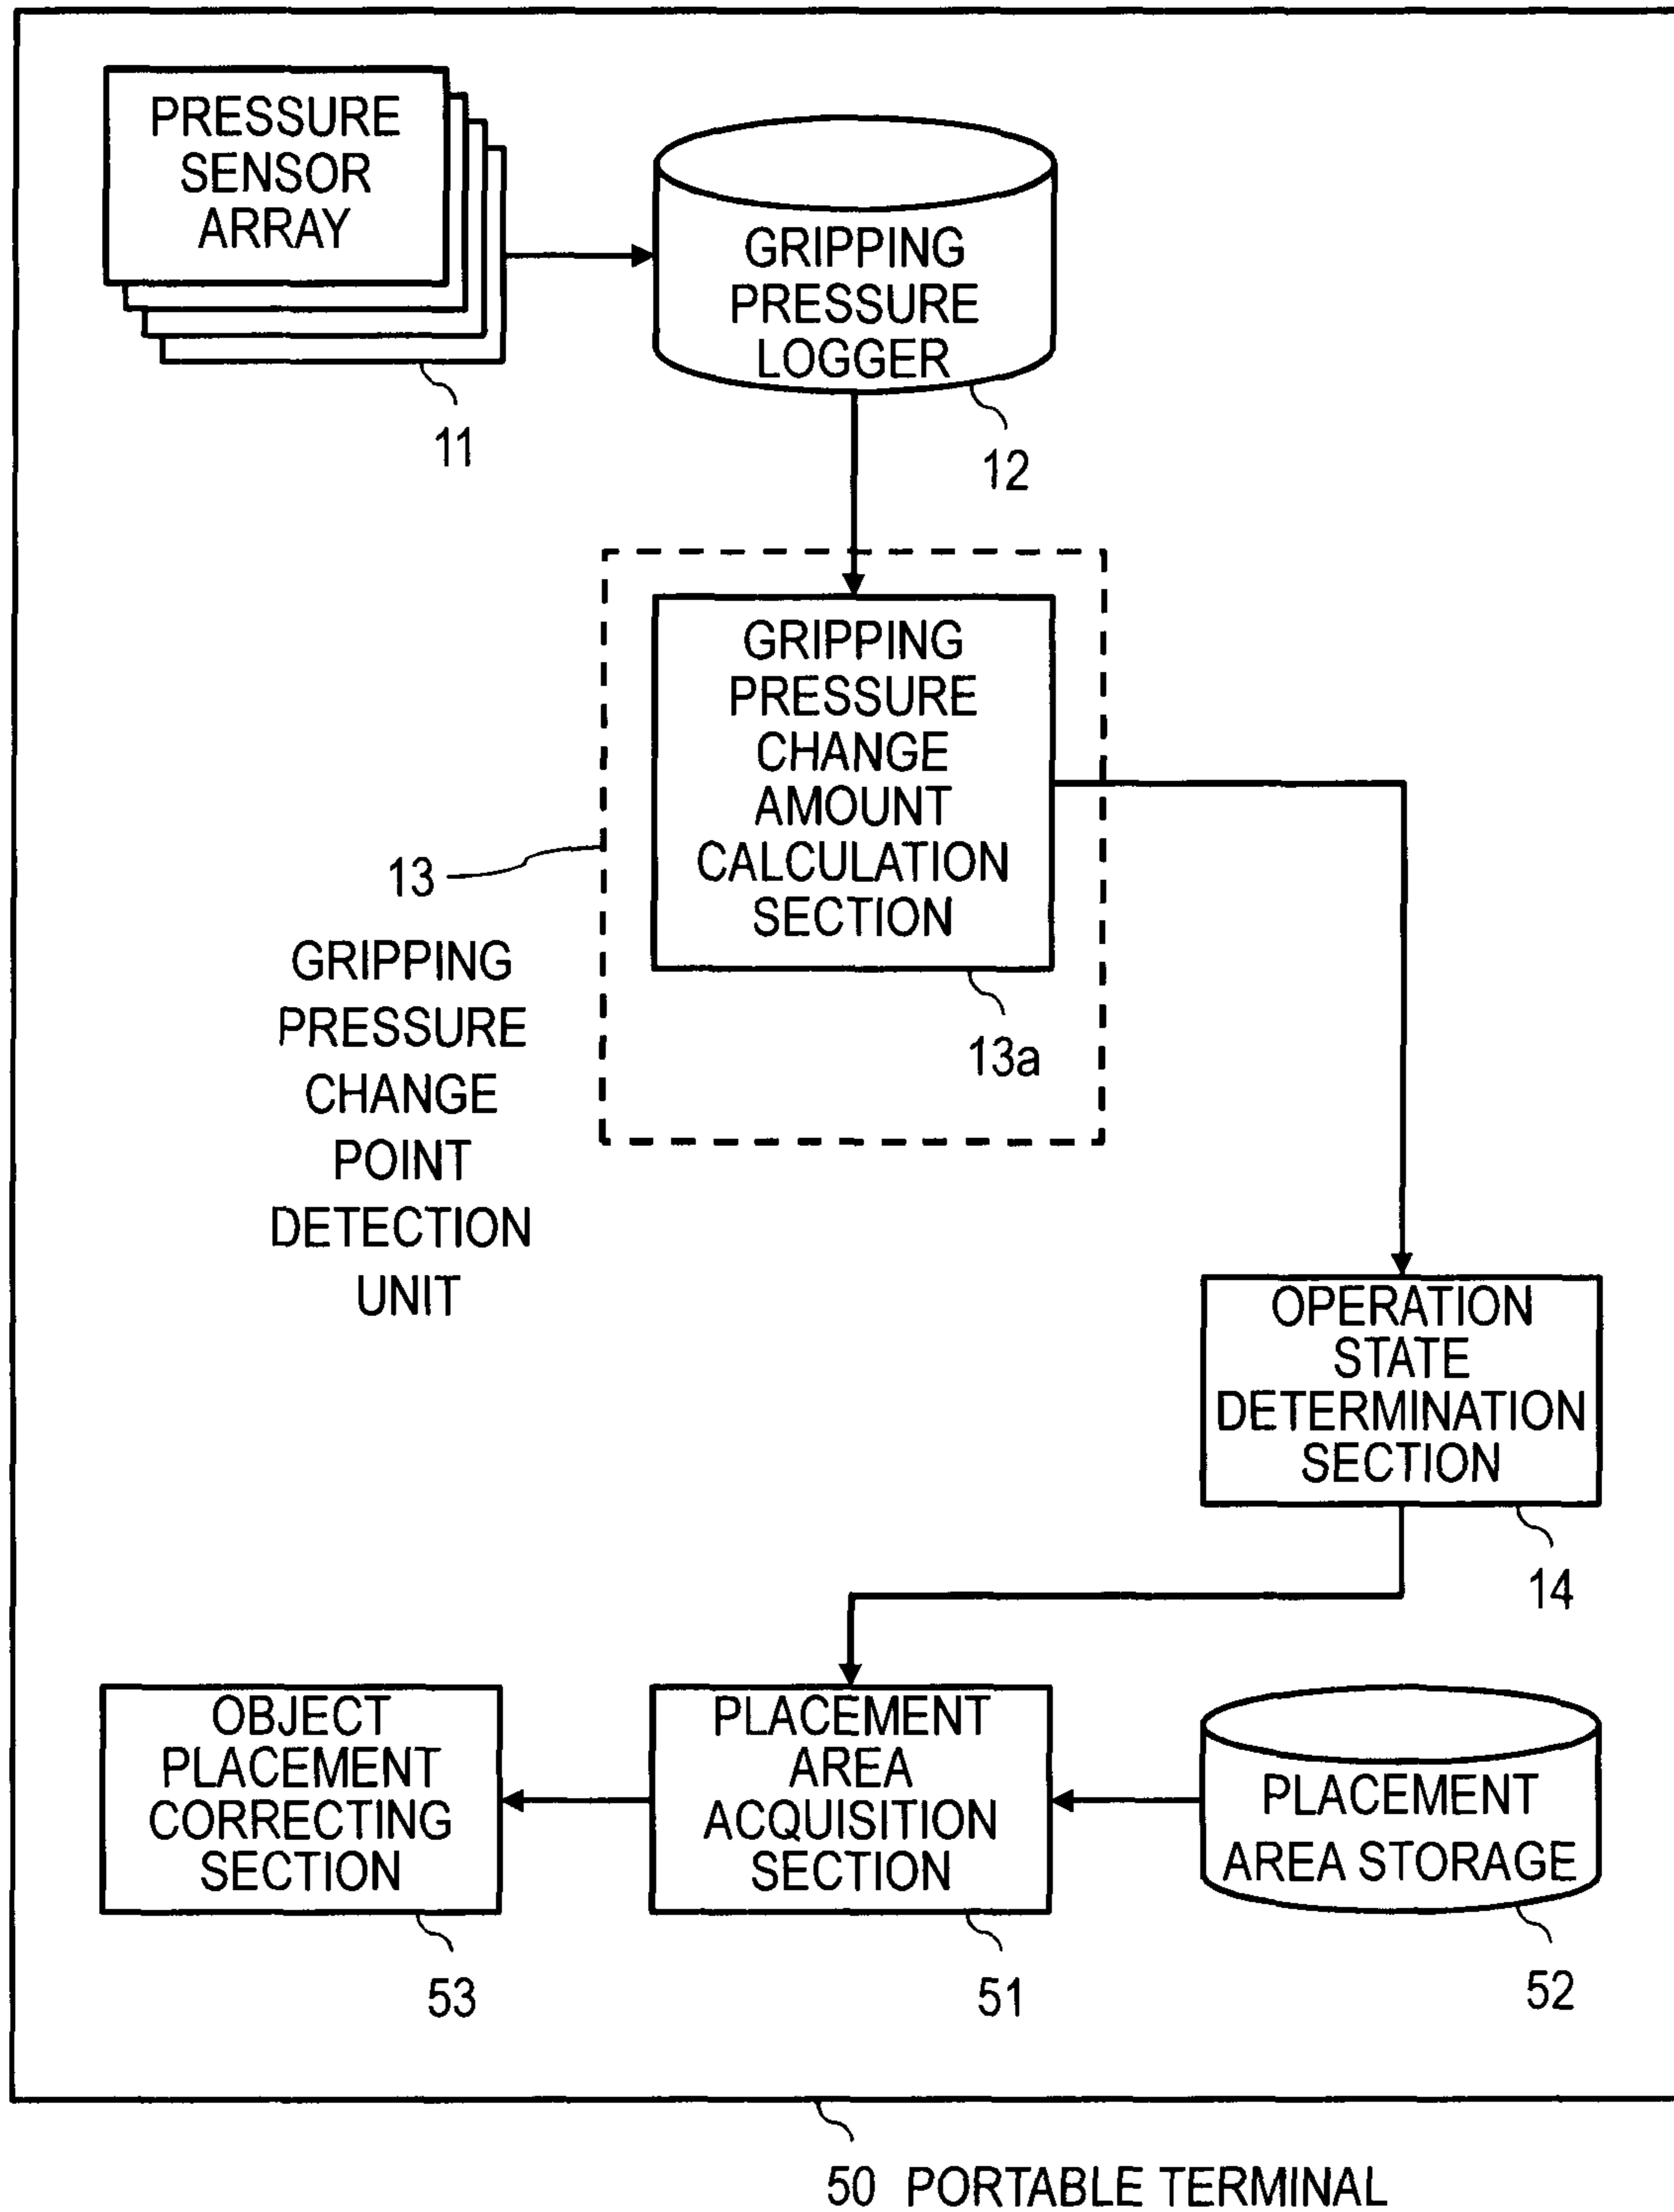 PRESSURE
SENSOR
ARRAY
11
GRIPPING
PRESSURE
LOGGER
12
GRIPPING
PRESSURE
CHANGE
AMOUNT
CALCULATION
SECTION
13a
13
GRIPPING
PRESSURE
CHANGE
POINT
DETECTION
UNIT
OPERATION
STATE
DETERMINATION
SECTION
14
OBJECT
PLACEMENT
CORRECTING
SECTION
53
PLACEMENT
AREA
ACQUISITION
SECTION
51
PLACEMENT
AREA STORAGE
52
50 PORTABLE TERMINAL